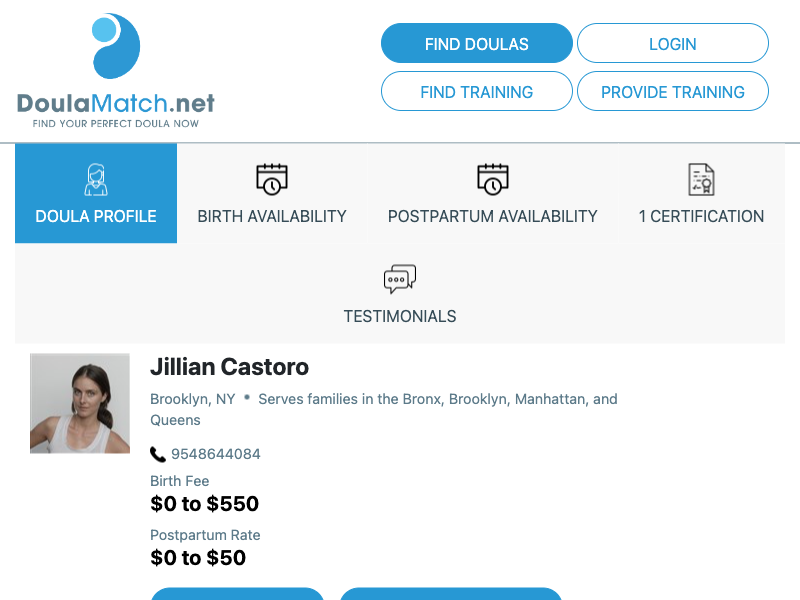 DoulaMatch.net
FIND YOUR PERFECT DOULA NOW
FIND DOULAS
LOGIN
FIND TRAINING
PROVIDE TRAINING
DOULA PROFILE
BIRTH AVAILABILITY
POSTPARTUM AVAILABILITY
1 CERTIFICATION
TESTIMONIALS
Jillian Castoro
Brooklyn, NY • Serves families in the Bronx, Brooklyn, Manhattan, and
Queens
9548644084
Birth Fee
$0 to $550
Postpartum Rate
$0 to $50